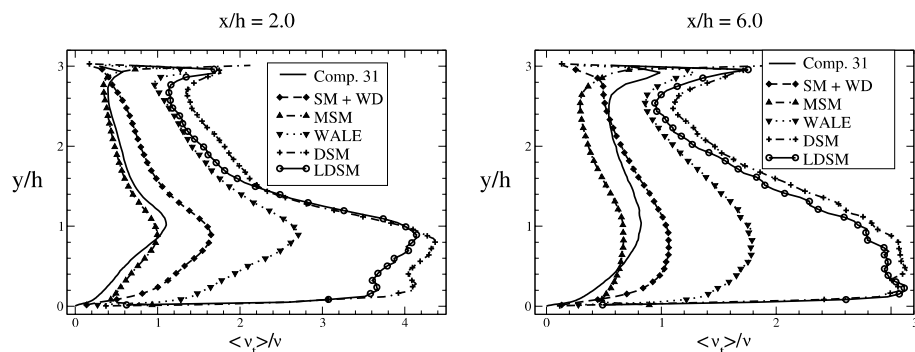 x/h = 2.0
3
2
1
0
y/h
0
1
2
3
4
<ν_t>/ν
Comp. 31
SM + WD
MSM
WALE
DSM
LDSM
x/h = 6.0
3
2
1
0
y/h
0
1
2
3
<ν_t>/ν
Comp. 31
SM + WD
MSM
WALE
DSM
LDSM